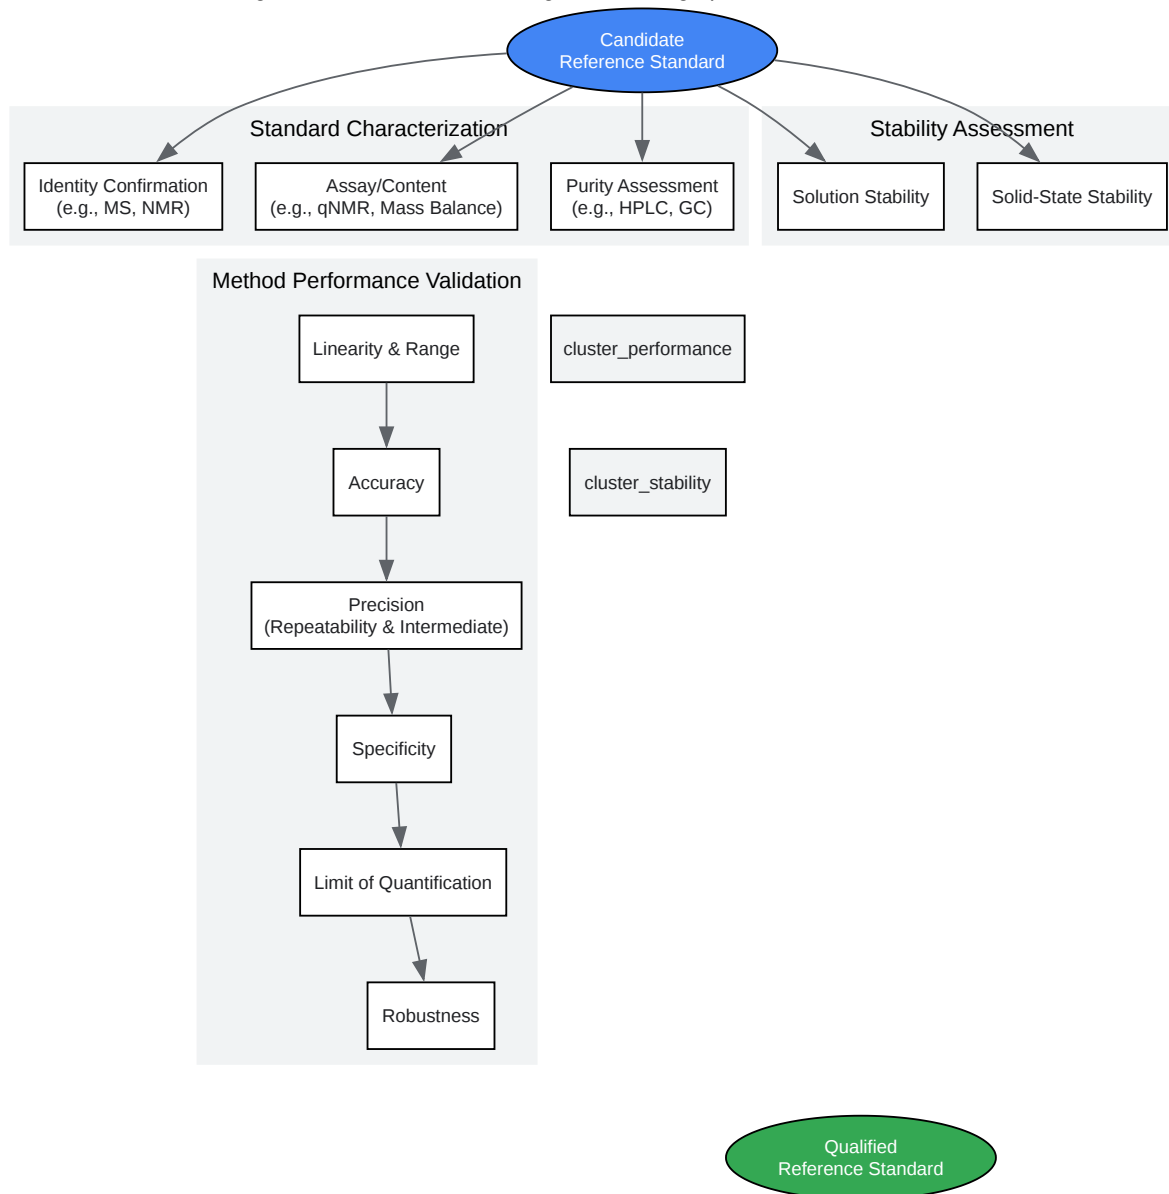 Candidate
Reference Standard
Standard Characterization
Stability Assessment
Identity Confirmation
(e.g., MS, NMR)
Assay/Content
(e.g., qNMR, Mass Balance)
Purity Assessment
(e.g., HPLC, GC)
Solution Stability
Solid-State Stability
Method Performance Validation
Linearity & Range
cluster_performance
Accuracy
cluster_stability
Precision
(Repeatability & Intermediate)
Specificity
Limit of Quantification
Robustness
Qualified
Reference Standard